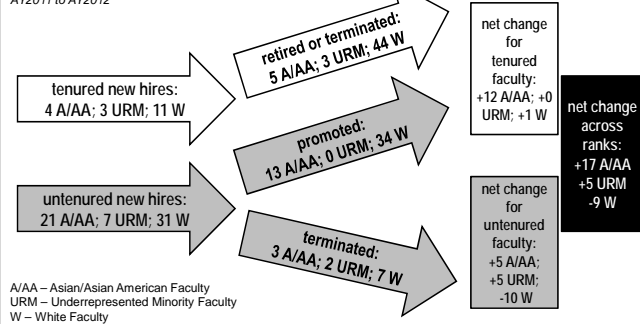 AY2011 to AY2012
retired or terminated:
5 A/AA; 3 URM; 44 W
tenured new hires:
4 A/AA; 3 URM; 11 W
promoted:
13 A/AA; 0 URM; 34 W
untenured new hires:
21 A/AA; 7 URM; 31 W
terminated:
3 A/AA; 2 URM; 7 W
net change
for
tenured
faculty:
+12 A/AA; +0
URM; +1 W
net change
for
untenured
faculty:
+5 A/AA;
+5 URM;
-10 W
net change
across
ranks:
+17 A/AA
+5 URM
-9 W
A/AA – Asian/Asian American Faculty
URM – Underrepresented Minority Faculty
W – White Faculty